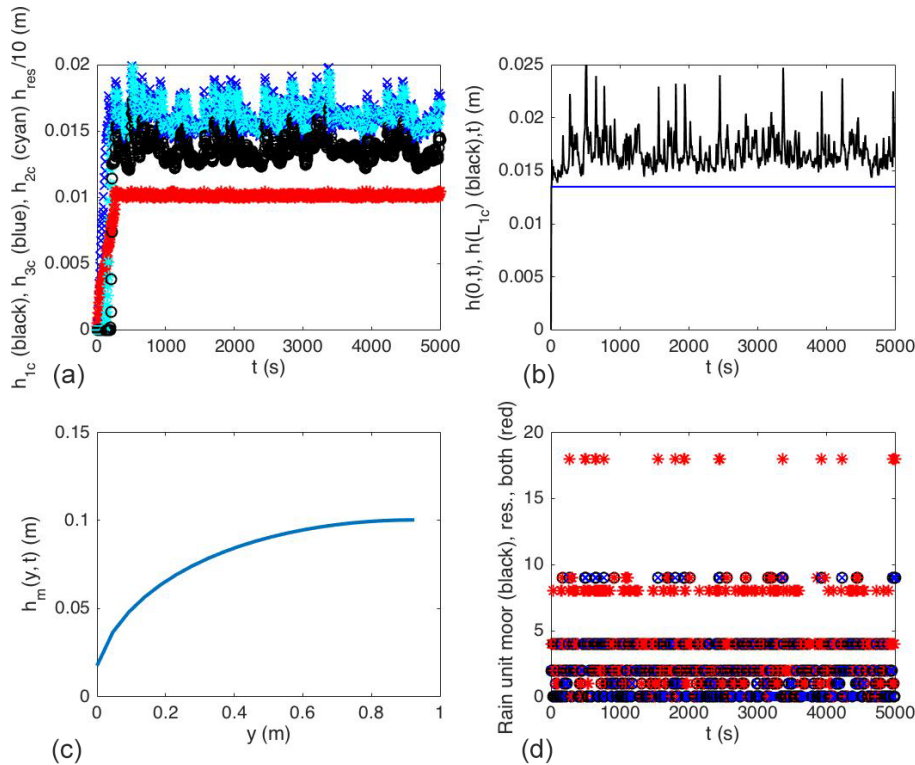 h1c (black), h3c (blue), h2c (cyan) hres/10 (m)
0.02
0.015
0.01
0.005
0
0 1000 2000 3000 4000 5000
t (s)
(a)
h(0,t), h(L1c) (black),t) (m)
0.025
0.02
0.015
0.01
0.005
0
0 1000 2000 3000 4000 5000
t (s)
(b)
hm(y, t) (m)
0.15
0.1
0.05
0
0 0.2 0.4 0.6 0.8 1
y (m)
(c)
Rain unit moor (black), res., both (red)
20
15
10
5
0
0 1000 2000 3000 4000 5000
t (s)
(d)